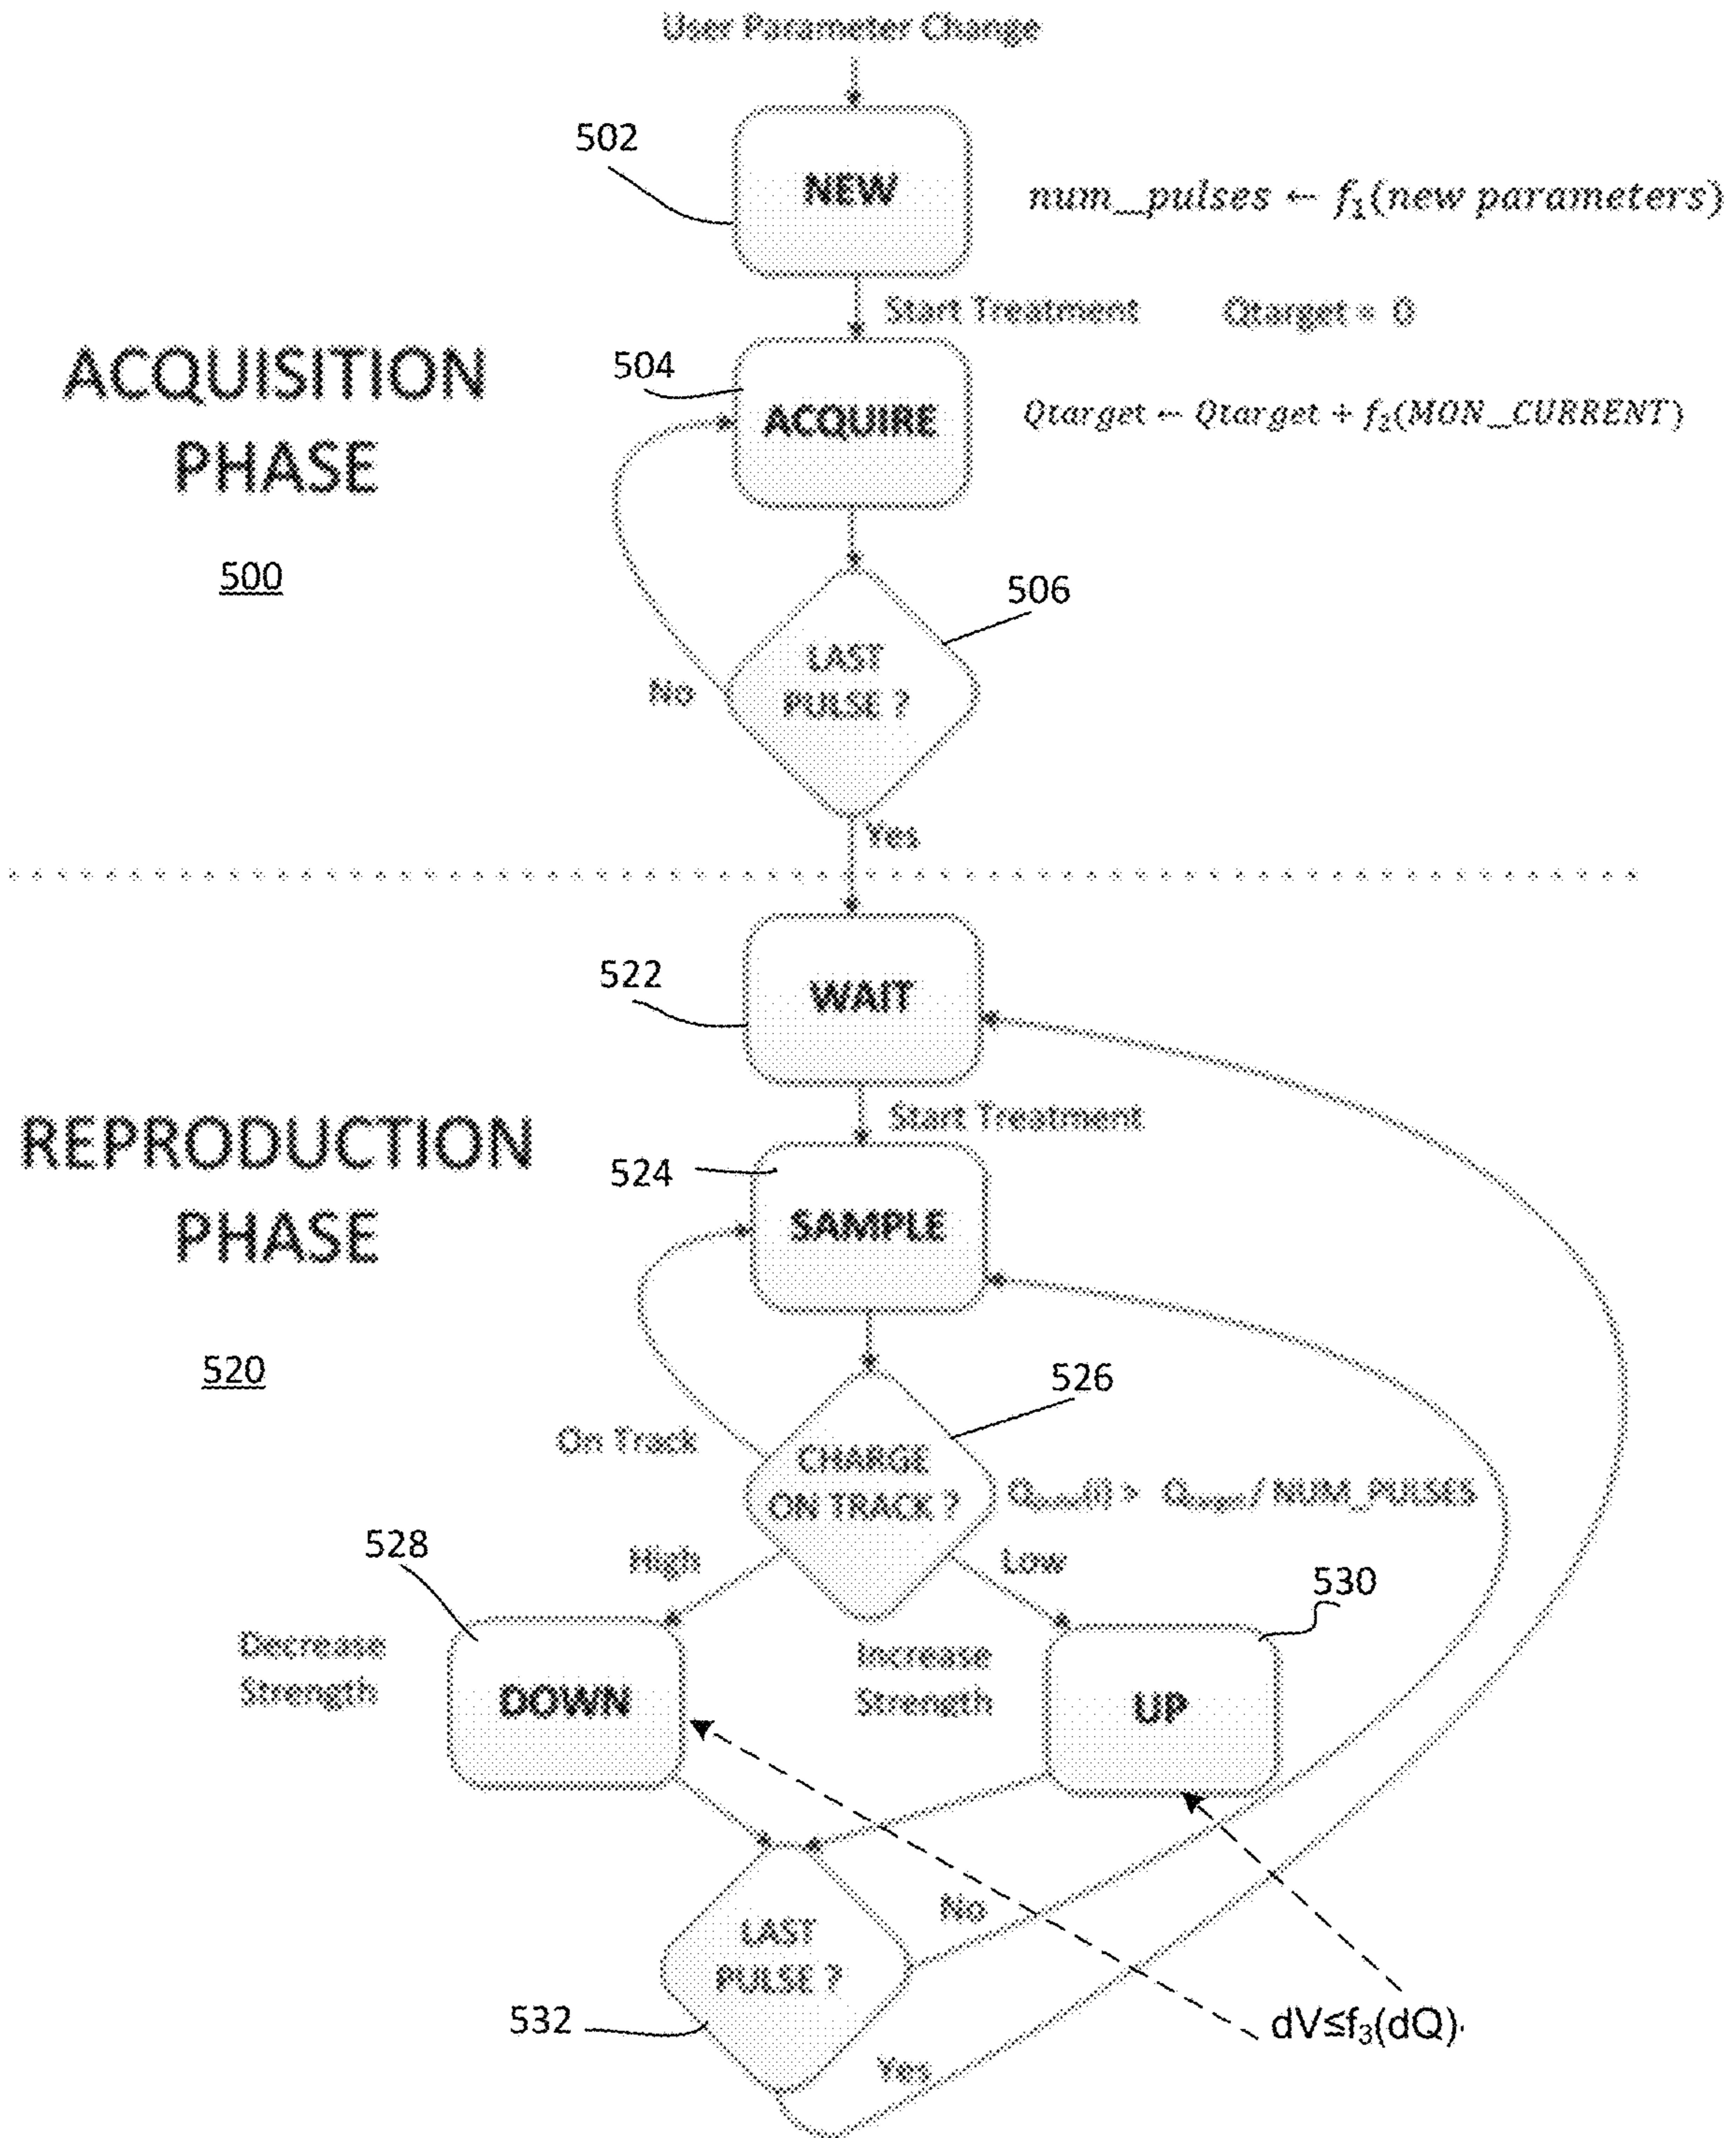 User Parameter Change
502
NEW
num_pulses ← f₁(new parameters)
Start Treatment
Qtarget = 0
ACQUISITION
PHASE
500
504
ACQUIRE
Qtarget ← Qtarget + f₂(MON_CURRENT)
506
LAST
PULSE ?
No
Yes
522
WAIT
Start Treatment
REPRODUCTION
PHASE
520
524
SAMPLE
526
On Track
CHARGE
ON TRACK ?
/ NUM_PULSES
High
Low
528
530
Decrease
Strength
DOWN
Increase
Strength
UP
No
LAST
PULSE ?
532
Yes
dV≤f₃(dQ)